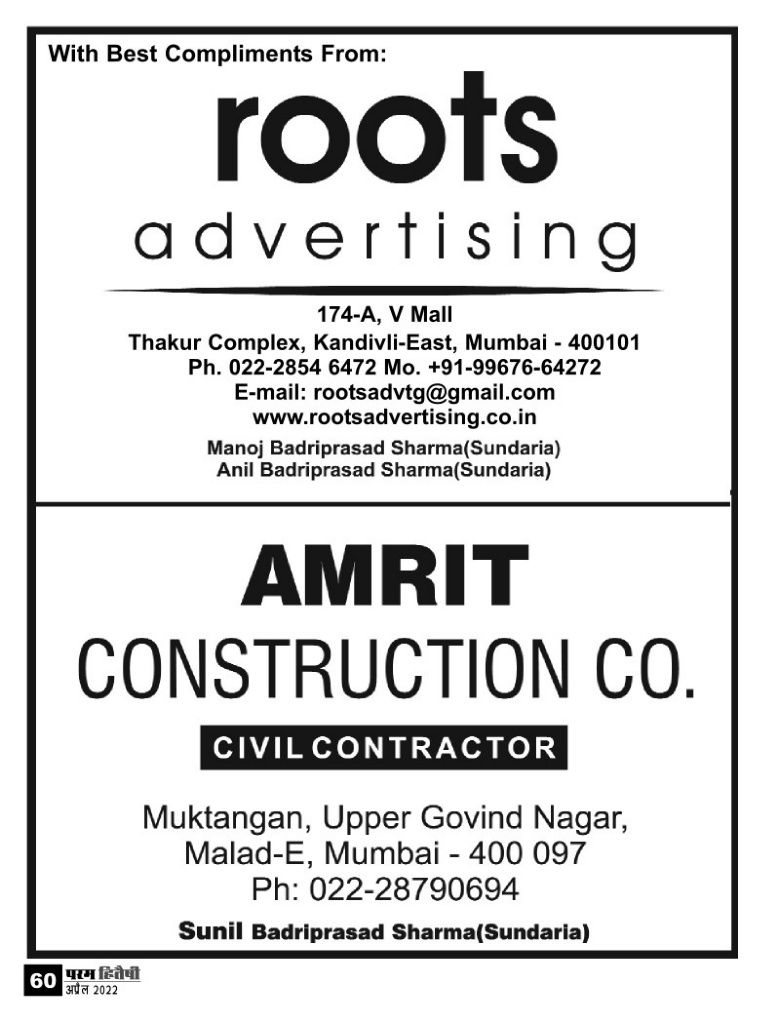 With Best Compliments From:
roots
advertising
174-A, V Mall
Thakur Complex, Kandivli-East, Mumbai - 400101
Ph. 022-2854 6472 Mo. +91-99676-64272
E-mail: rootsadvtg@gmail.com
www.rootsadvertising.co.in
Manoj Badriprasad Sharma(Sundaria)
Anil Badriprasad Sharma(Sundaria)
AMRIT
CONSTRUCTION CO.
CIVIL CONTRACTOR
Muktangan, Upper Govind Nagar,
Malad-E, Mumbai - 400 097
Ph: 022-28790694
Sunil Badriprasad Sharma(Sundaria)
60 परम हितैषी
अप्रैल 2022